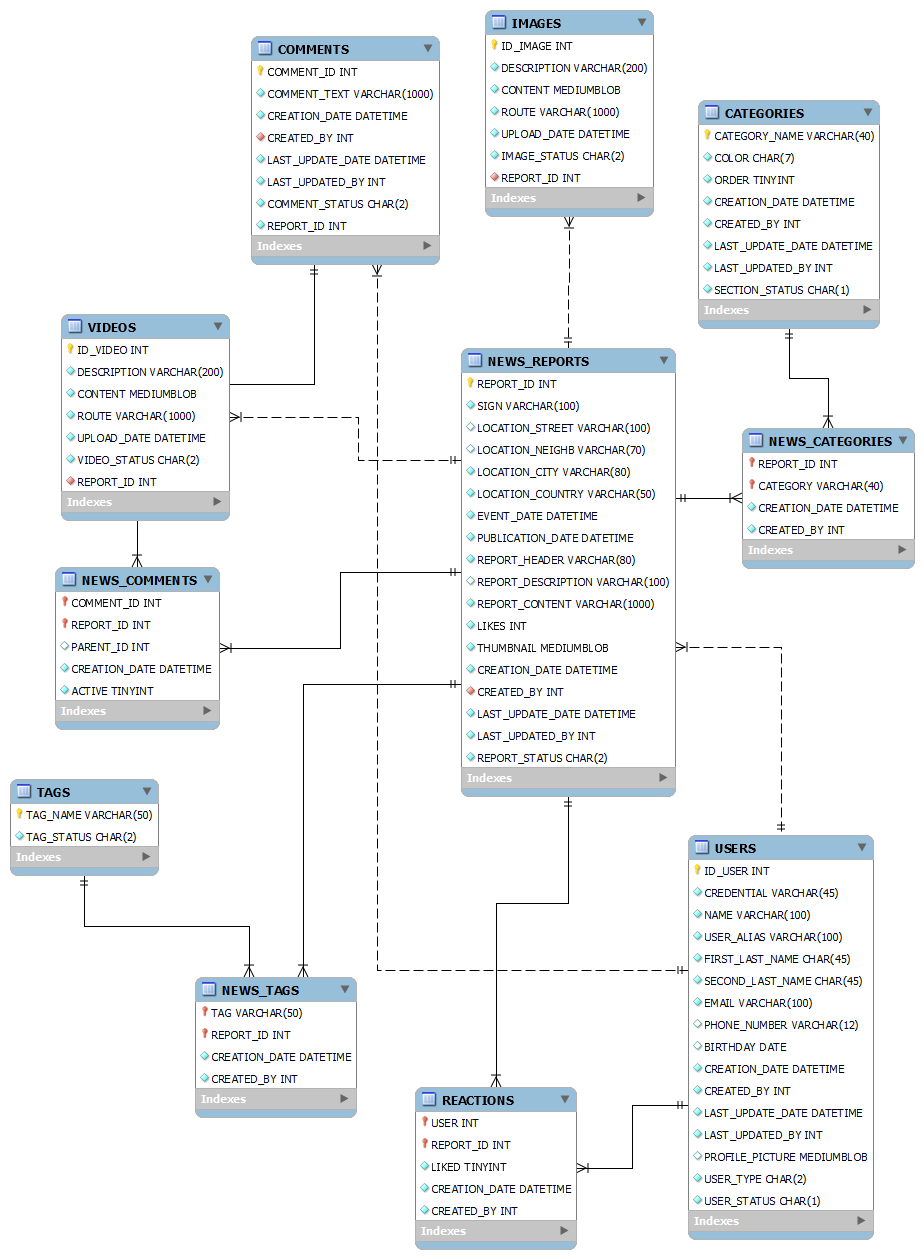 COMMENTS
COMMENT_ID INT
COMMENT_TEXT VARCHAR(1000)
CREATION_DATE DATETIME
CREATED_BY INT
LAST_UPDATE_DATE DATETIME
LAST_UPDATED_BY INT
COMMENT_STATUS CHAR(2)
REPORT_ID INT
Indexes
IMAGES
ID_IMAGE INT
DESCRIPTION VARCHAR(200)
CONTENT MEDIUMBLOB
ROUTE VARCHAR(1000)
UPLOAD_DATE DATETIME
IMAGE_STATUS CHAR(2)
REPORT_ID INT
Indexes
CATEGORIES
CATEGORY_NAME VARCHAR(40)
COLOR CHAR(7)
ORDER TINYINT
CREATION_DATE DATETIME
CREATED_BY INT
LAST_UPDATE_DATE DATETIME
LAST_UPDATED_BY INT
SECTION_STATUS CHAR(1)
Indexes
VIDEOS
ID_VIDEO INT
DESCRIPTION VARCHAR(200)
CONTENT MEDIUMBLOB
ROUTE VARCHAR(1000)
UPLOAD_DATE DATETIME
VIDEO_STATUS CHAR(2)
REPORT_ID INT
Indexes
NEWS_REPORTS
REPORT_ID INT
SIGN VARCHAR(100)
LOCATION_STREET VARCHAR(100)
LOCATION_NEIGHB VARCHAR(70)
LOCATION_CITY VARCHAR(80)
LOCATION_COUNTRY VARCHAR(50)
EVENT_DATE DATETIME
PUBLICATION_DATE DATETIME
REPORT_HEADER VARCHAR(80)
REPORT_DESCRIPTION VARCHAR(100)
REPORT_CONTENT VARCHAR(1000)
LIKES INT
THUMBNAIL MEDIUMBLOB
CREATION_DATE DATETIME
CREATED_BY INT
LAST_UPDATE_DATE DATETIME
LAST_UPDATED_BY INT
REPORT_STATUS CHAR(2)
Indexes
NEWS_CATEGORIES
REPORT_ID INT
CATEGORY VARCHAR(40)
CREATION_DATE DATETIME
CREATED_BY INT
Indexes
NEWS_COMMENTS
COMMENT_ID INT
REPORT_ID INT
PARENT_ID INT
CREATION_DATE DATETIME
ACTIVE TINYINT
Indexes
TAGS
TAG_NAME VARCHAR(50)
TAG_STATUS CHAR(2)
Indexes
USERS
ID_USER INT
CREDENTIAL VARCHAR(45)
NAME VARCHAR(100)
USER_ALIAS VARCHAR(100)
FIRST_LAST_NAME CHAR(45)
SECOND_LAST_NAME CHAR(45)
EMAIL VARCHAR(100)
PHONE_NUMBER VARCHAR(12)
BIRTHDAY DATE
CREATION_DATE DATETIME
CREATED_BY INT
LAST_UPDATE_DATE DATETIME
LAST_UPDATED_BY INT
PROFILE_PICTURE MEDIUMBLOB
USER_TYPE CHAR(2)
USER_STATUS CHAR(1)
Indexes
NEWS_TAGS
TAG VARCHAR(50)
REPORT_ID INT
CREATION_DATE DATETIME
CREATED_BY INT
Indexes
REACTIONS
USER INT
REPORT_ID INT
LIKED TINYINT
CREATION_DATE DATETIME
CREATED_BY INT
Indexes